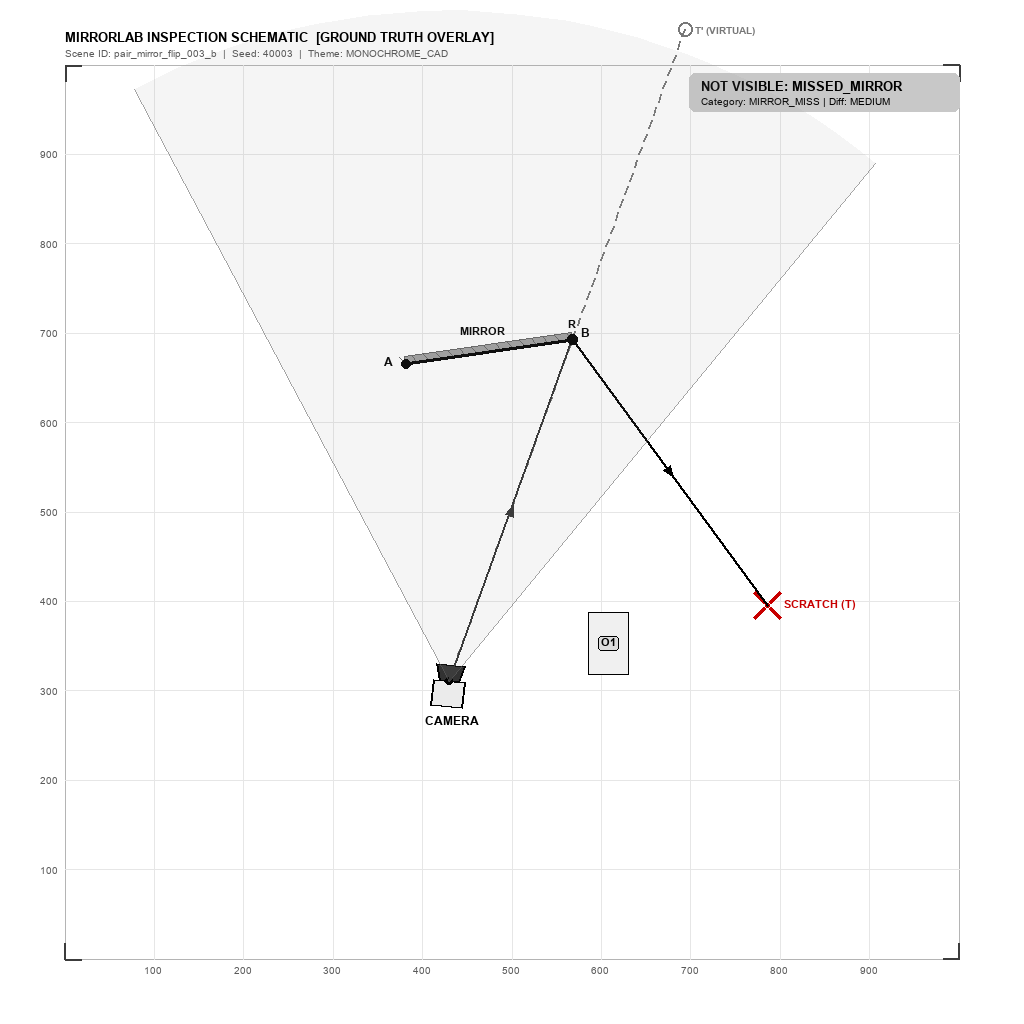 MIRRORLAB INSPECTION SCHEMATIC [GROUND TRUTH OVERLAY]
Scene ID: pair_mirror_flip_003_b | Seed: 40003 | Theme: MONOCHROME_CAD
T' (VIRTUAL)
NOT VISIBLE: MISSED_MIRROR
Category: MIRROR_MISS | Diff: MEDIUM
900
800
700
600
500
400
300
200
100
MIRROR
R
B
A
SCRATCH (T)
O1
CAMERA
100
200
300
400
500
600
700
800
900